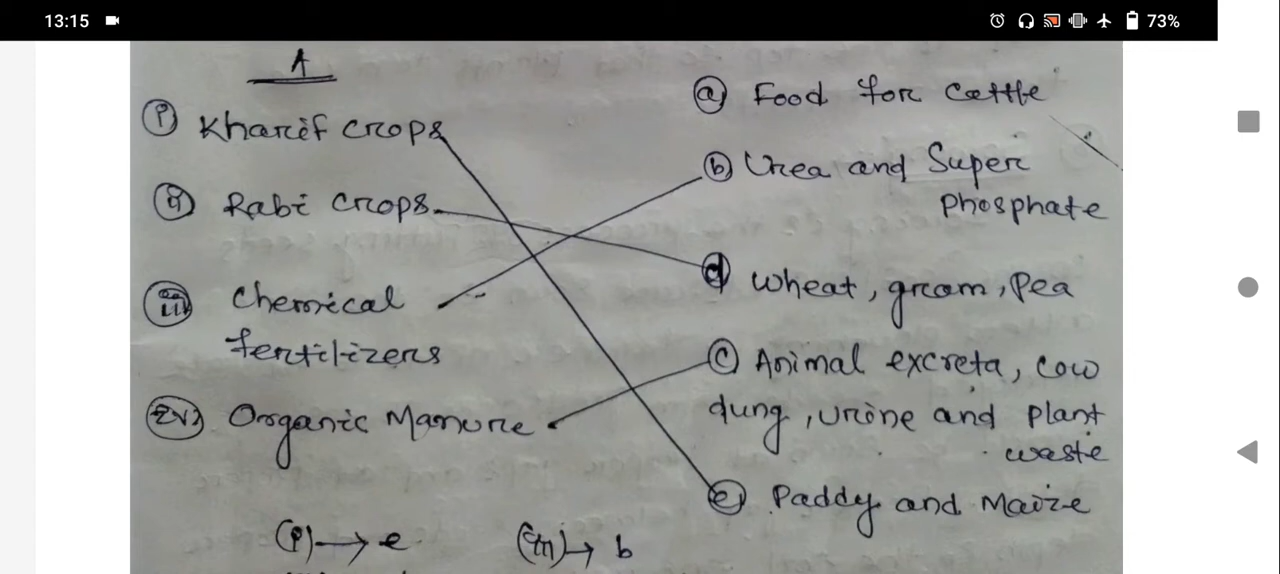 13:15
73%
A
(i) Kharif crops
(a) Food for Cattle
(ii) Rabi crops
(b) Urea and Super
Phosphate
(iii) Chemical
fertilizers
(d) Wheat, gram, Pea
(iv) Organic Manure
(c) Animal excreta, cow
dung, urine and plant
waste
(e) Paddy and Maize
(i) → e
(iii) → b